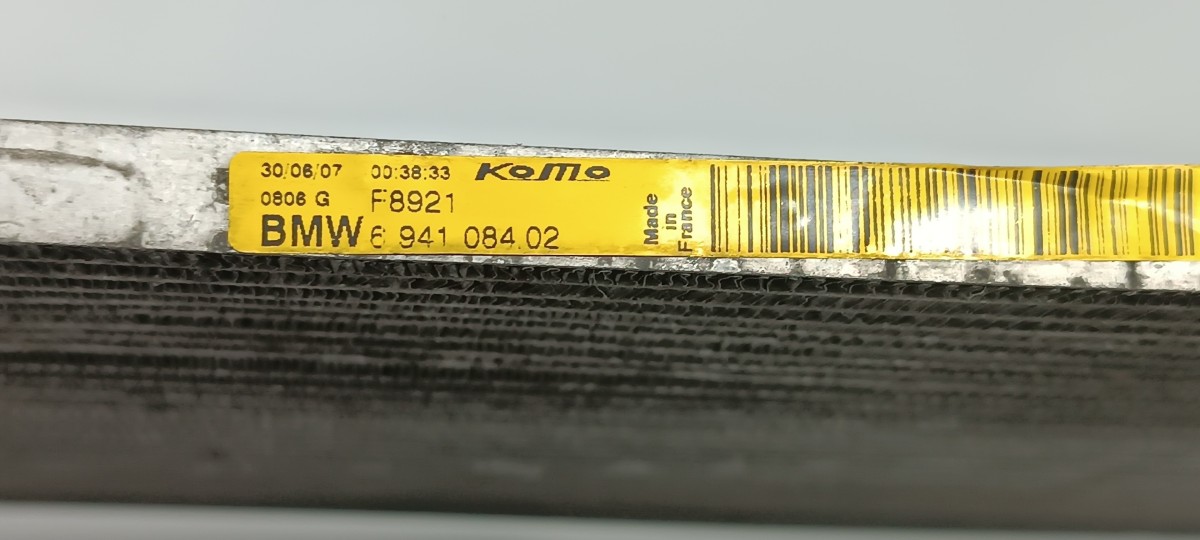 30/06/07 00:38:33 KoMo
0806 G F8921
BMW 6 941 084.02
Made
in
France